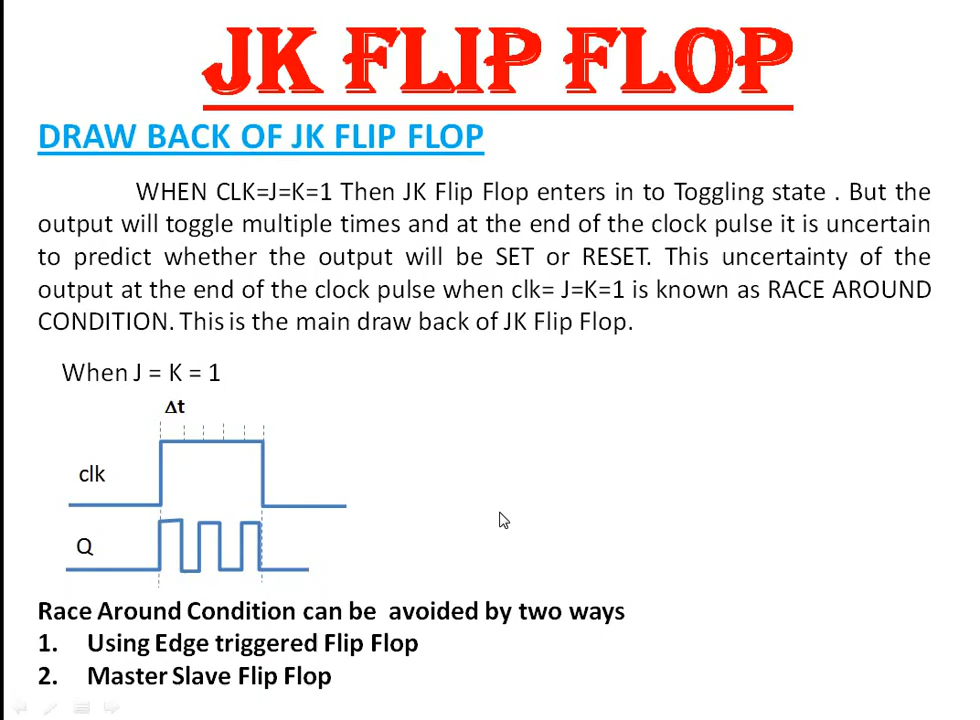 JK FLIP FLOP
DRAW BACK OF JK FLIP FLOP
WHEN CLK=J=K=1 Then JK Flip Flop enters in to Toggling state . But the
output will toggle multiple times and at the end of the clock pulse it is uncertain
to predict whether the output will be SET or RESET. This uncertainty of the
output at the end of the clock pulse when clk= J=K=1 is known as RACE AROUND
CONDITION. This is the main draw back of JK Flip Flop.
When J = K = 1
Δt
clk
Q
Race Around Condition can be avoided by two ways
1. Using Edge triggered Flip Flop
2. Master Slave Flip Flop